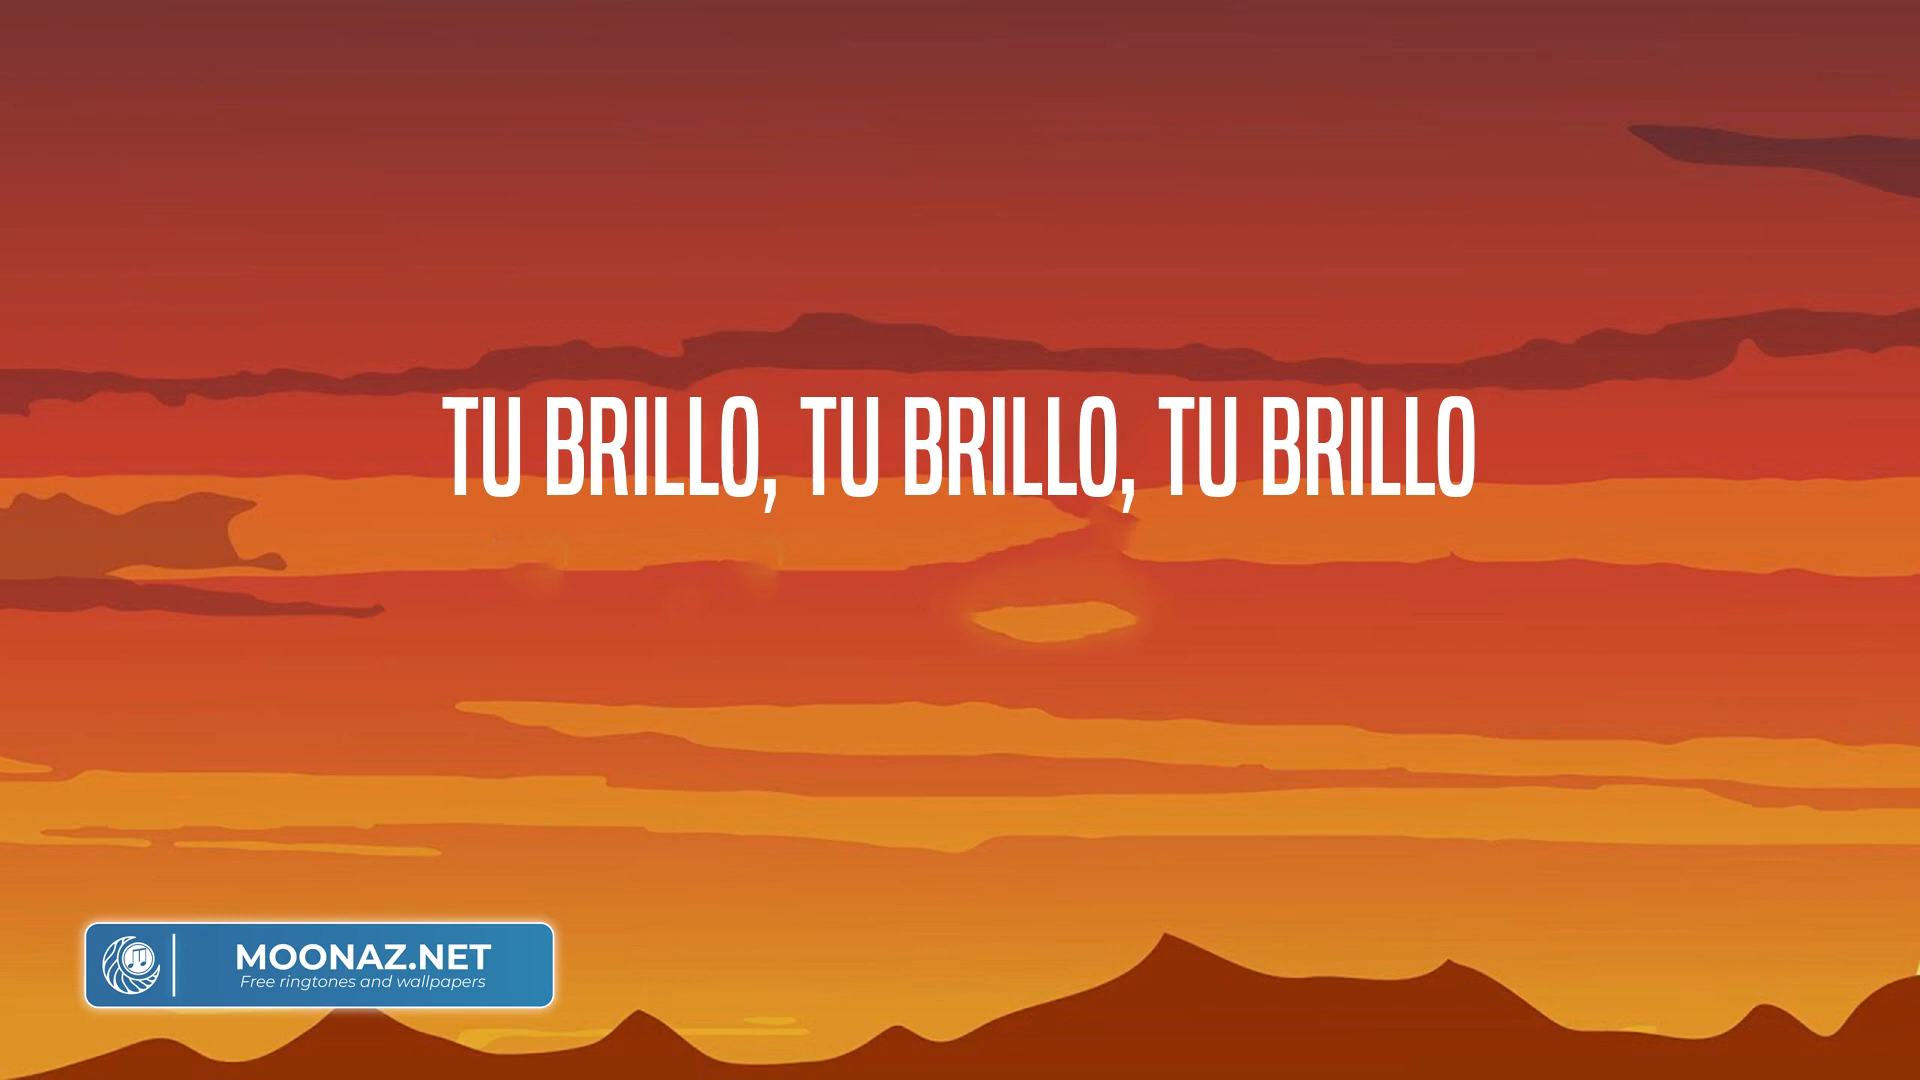 TU BRILLO, TU BRILLO, TU BRILLO
MOONAZ.NET
Free ringtones and wallpapers